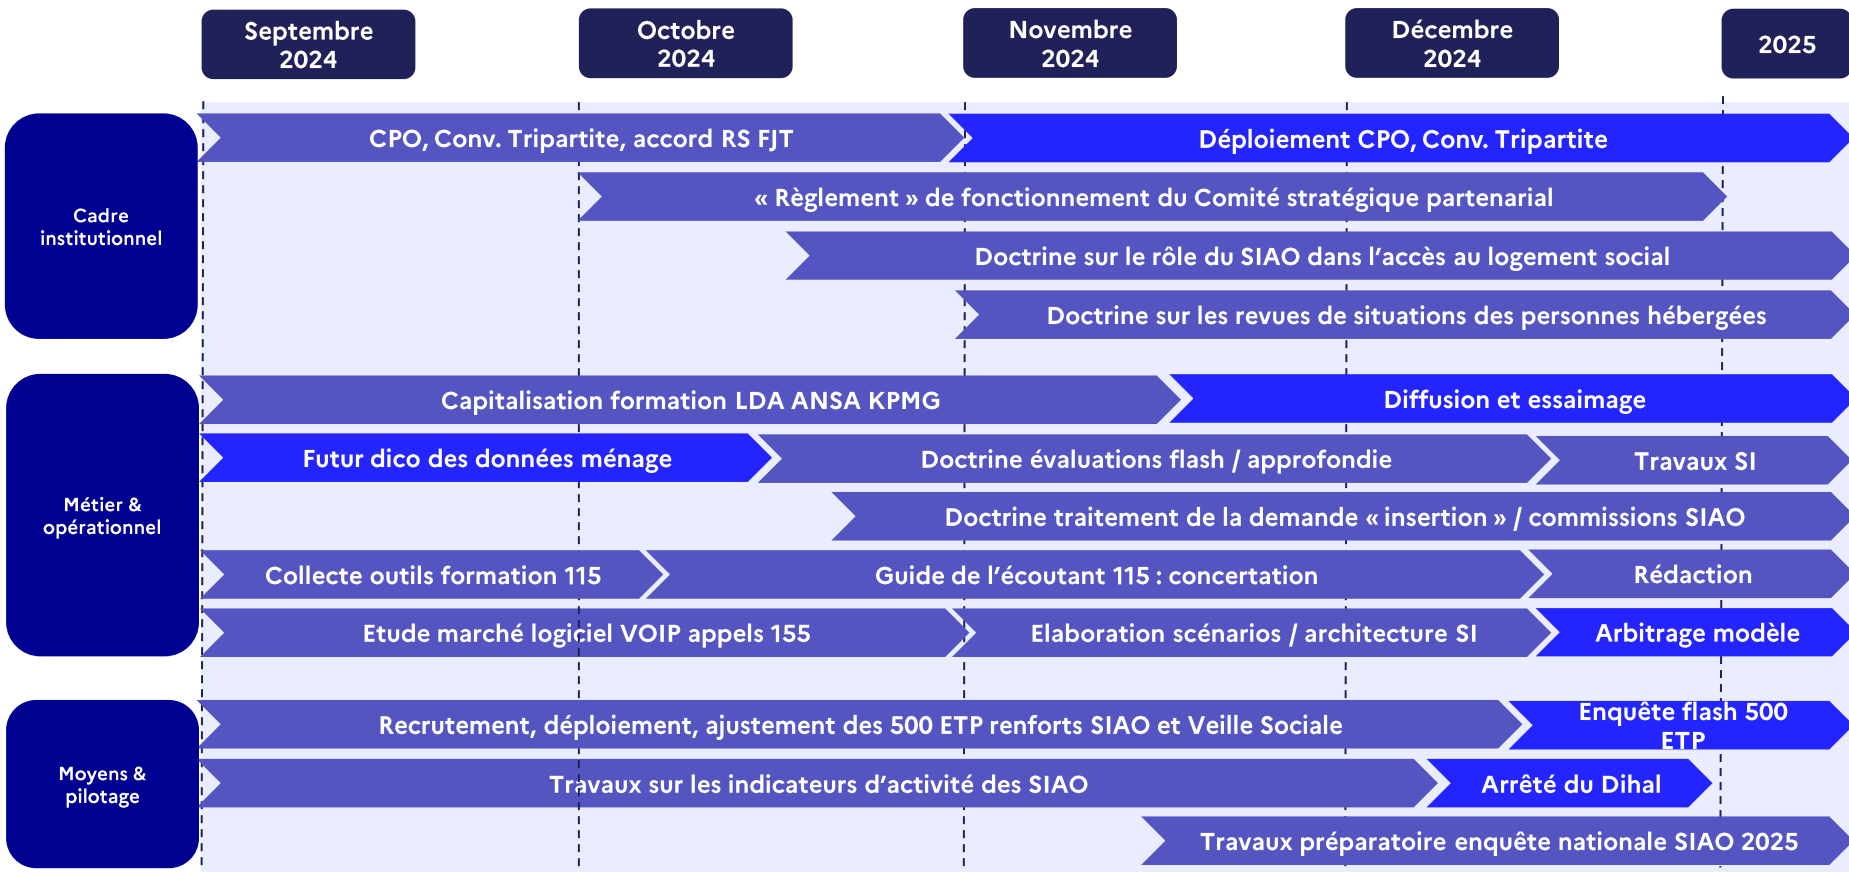 Septembre
2024
Octobre
2024
Novembre
2024
Décembre
2024
2025
Cadre
institutionnel
CPO, Conv. Tripartite, accord RS FJT
Déploiement CPO, Conv. Tripartite
« Règlement » de fonctionnement du Comité stratégique partenarial
Doctrine sur le rôle du SIAO dans l’accès au logement social
Doctrine sur les revues de situations des personnes hébergées
Métier &
opérationnel
Capitalisation formation LDA ANSA KPMG
Diffusion et essaimage
Futur dico des données ménage
Doctrine évaluations flash / approfondie
Travaux SI
Doctrine traitement de la demande « insertion » / commissions SIAO
Collecte outils formation 115
Guide de l’écoutant 115 : concertation
Rédaction
Etude marché logiciel VOIP appels 155
Elaboration scénarios / architecture SI
Arbitrage modèle
Moyens &
pilotage
Recrutement, déploiement, ajustement des 500 ETP renforts SIAO et Veille Sociale
Enquête flash 500
ETP
Travaux sur les indicateurs d’activité des SIAO
Arrêté du Dihal
Travaux préparatoire enquête nationale SIAO 2025